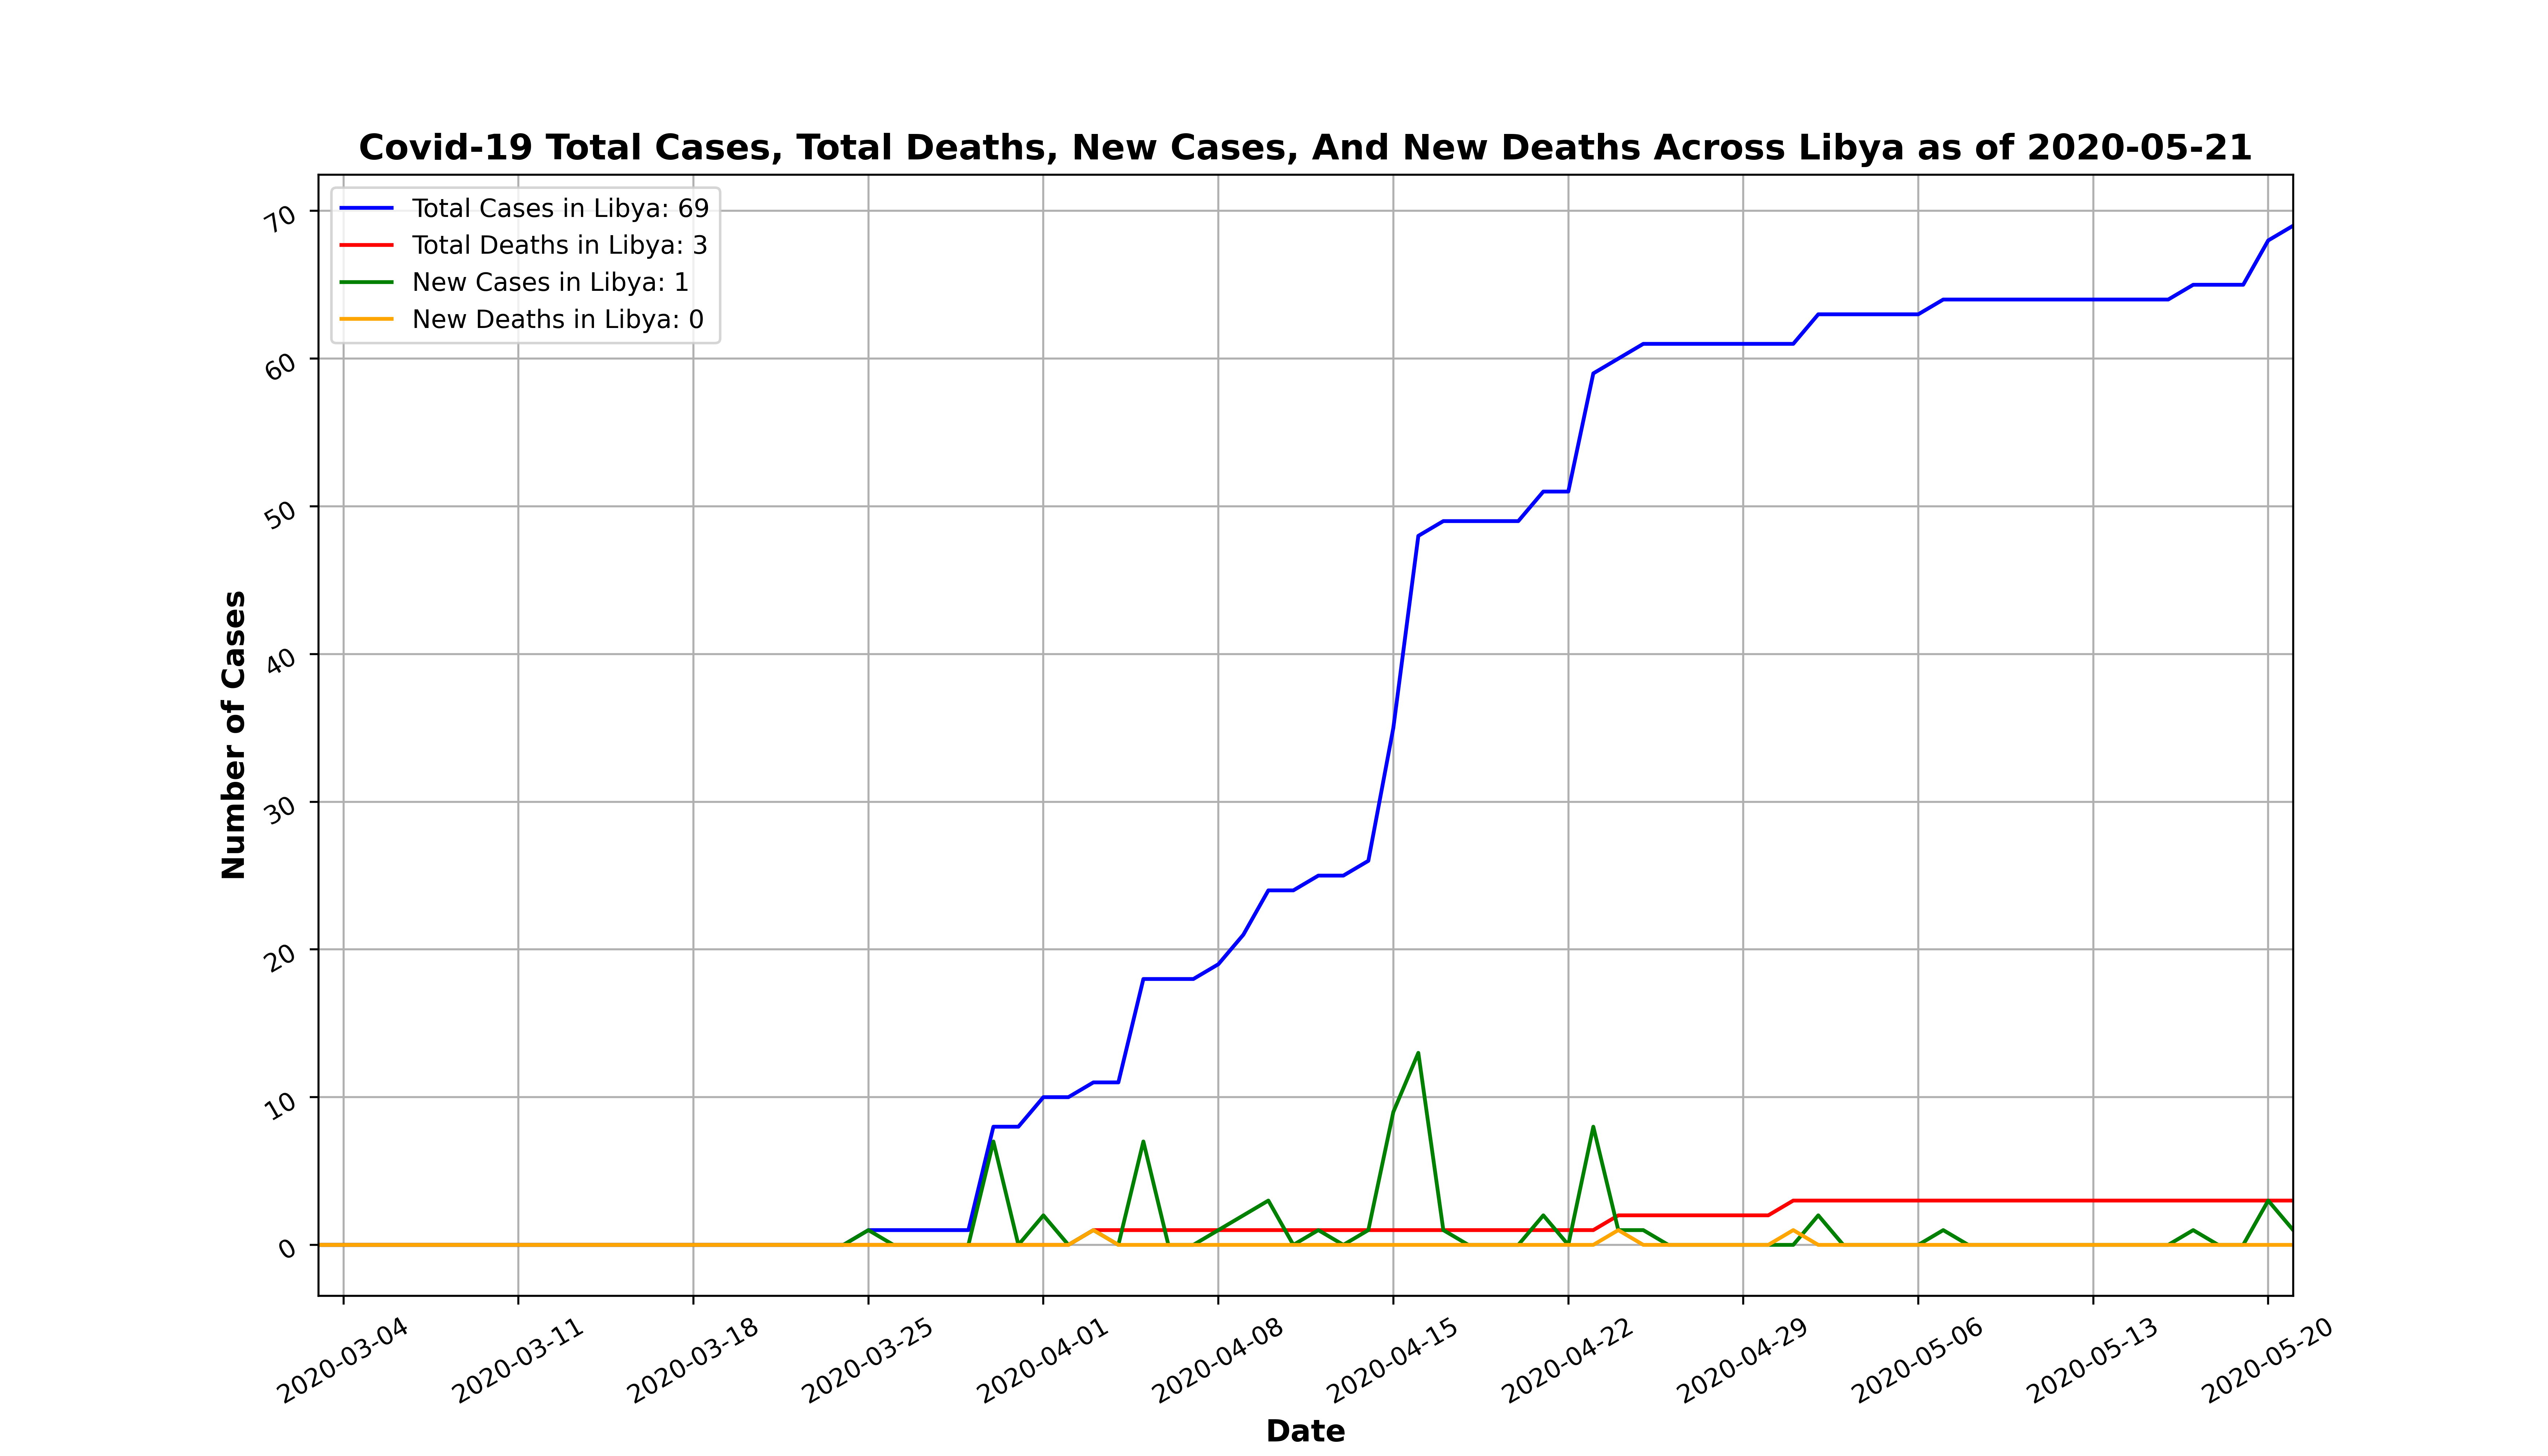 Covid-19 Total Cases, Total Deaths, New Cases, And New Deaths Across Libya as of 2020-05-21
Total Cases in Libya: 69
Total Deaths in Libya: 3
New Cases in Libya: 1
New Deaths in Libya: 0
Number of Cases
70
60
50
40
30
20
10
0
2020-03-04
2020-03-11
2020-03-18
2020-03-25
2020-04-01
2020-04-08
2020-04-15
2020-04-22
2020-04-29
2020-05-06
2020-05-13
2020-05-20
Date